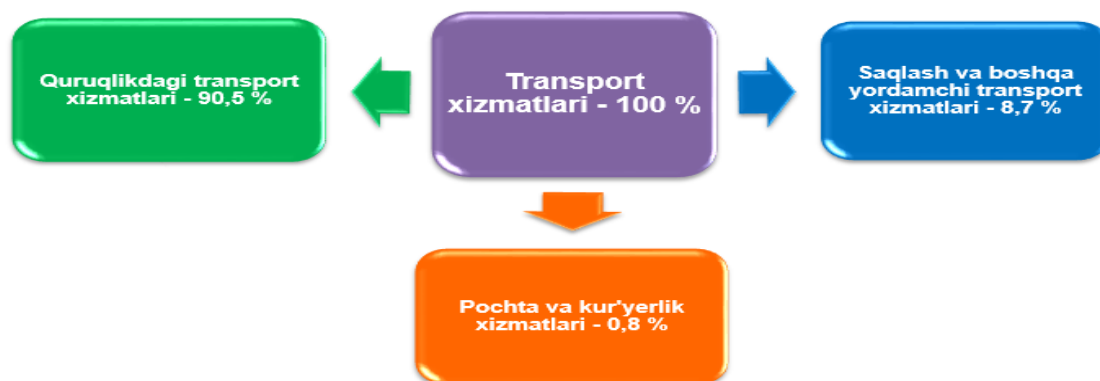 Quruqlikdagi transport
xizmatlari - 90,5 %
Transport
xizmatlari - 100 %
Saqlash va boshqa
yordamchi transport
xizmatlari - 8,7 %
Pochta va kur'yerlik
xizmatlari - 0,8 %